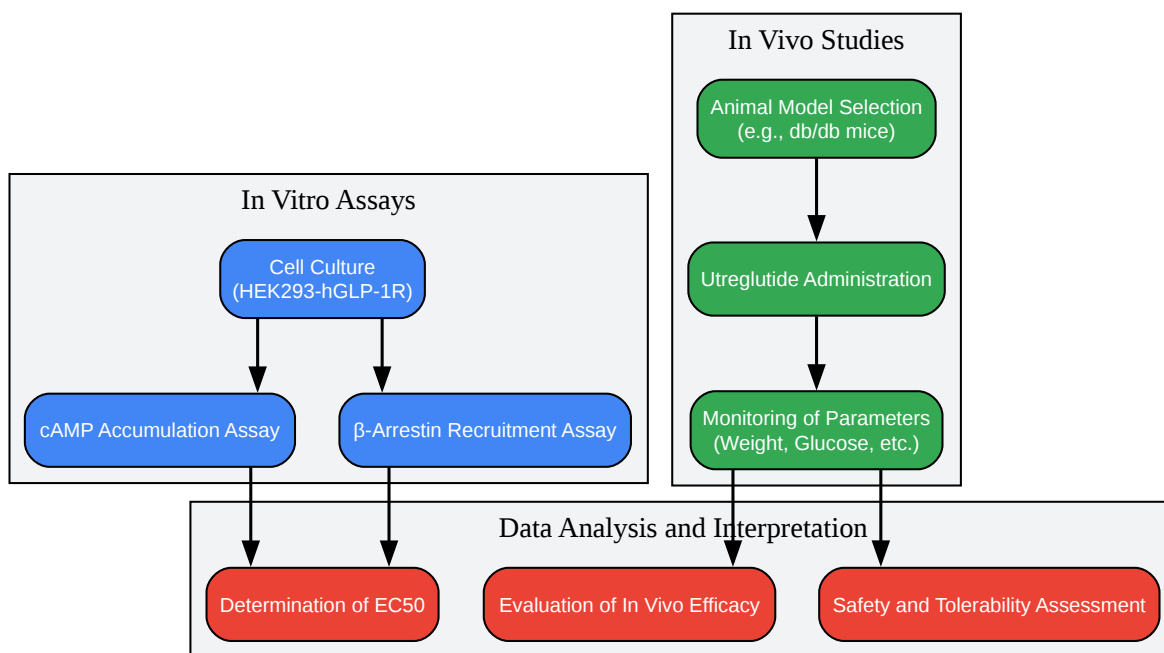 In Vivo Studies
Animal Model Selection
(e.g., db/db mice)
In Vitro Assays
Cell Culture
(HEK293-hGLP-1R)
Utreglutide Administration
cAMP Accumulation Assay
β-Arrestin Recruitment Assay
Monitoring of Parameters
(Weight, Glucose, etc.)
Data Analysis and Interpretation
Determination of EC50
Evaluation of In Vivo Efficacy
Safety and Tolerability Assessment